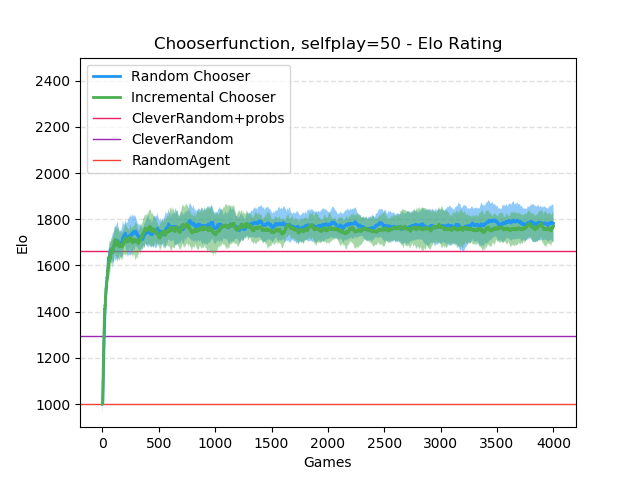 Chooserfunction, selfplay=50 - Elo Rating
Random Chooser
Incremental Chooser
CleverRandom+probs
CleverRandom
RandomAgent
2400
2200
2000
1800
1600
1400
1200
1000
Elo
0 500 1000 1500 2000 2500 3000 3500 4000
Games